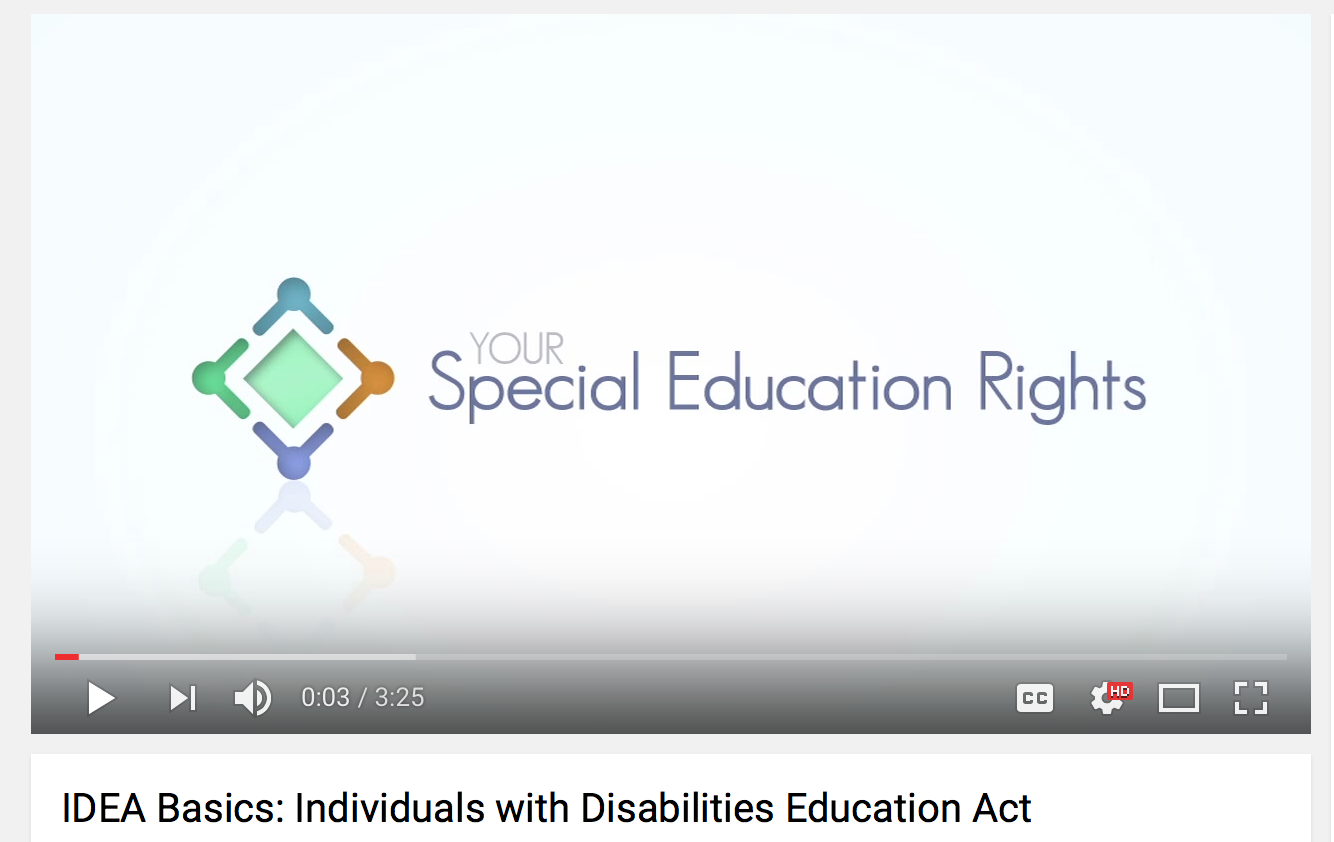 YOUR
Special Education Rights
0:03 / 3:25
CC
HD
IDEA Basics: Individuals with Disabilities Education Act